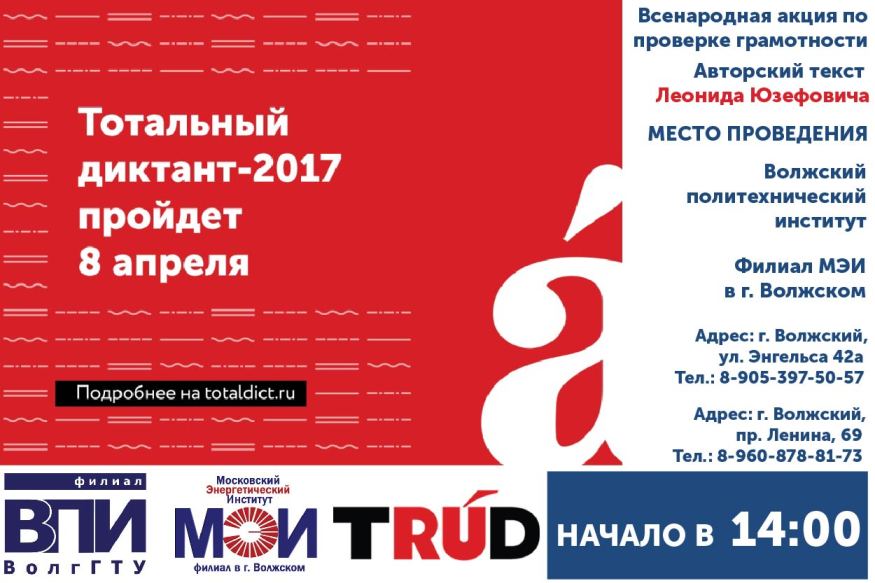 Тотальный
диктант-2017
пройдет
8 апреля
Подробнее на totaldict.ru
á
Всенародная акция по
проверке грамотности
Авторский текст
Леонида Юзефовича
МЕСТО ПРОВЕДЕНИЯ
Волжский
политехнический
институт
Филиал МЭИ
в г. Волжском
Адрес: г. Волжский,
ул. Энгельса 42а
Тел.: 8-905-397-50-57
Адрес: г. Волжский,
пр. Ленина, 69
Тел.: 8-960-878-81-73
филиал
ВПИ
ВолгГТУ
Московский
Энергетический
Институт
МЭИ
филиал в г. Волжском
TRÚD
НАЧАЛО В 14:00